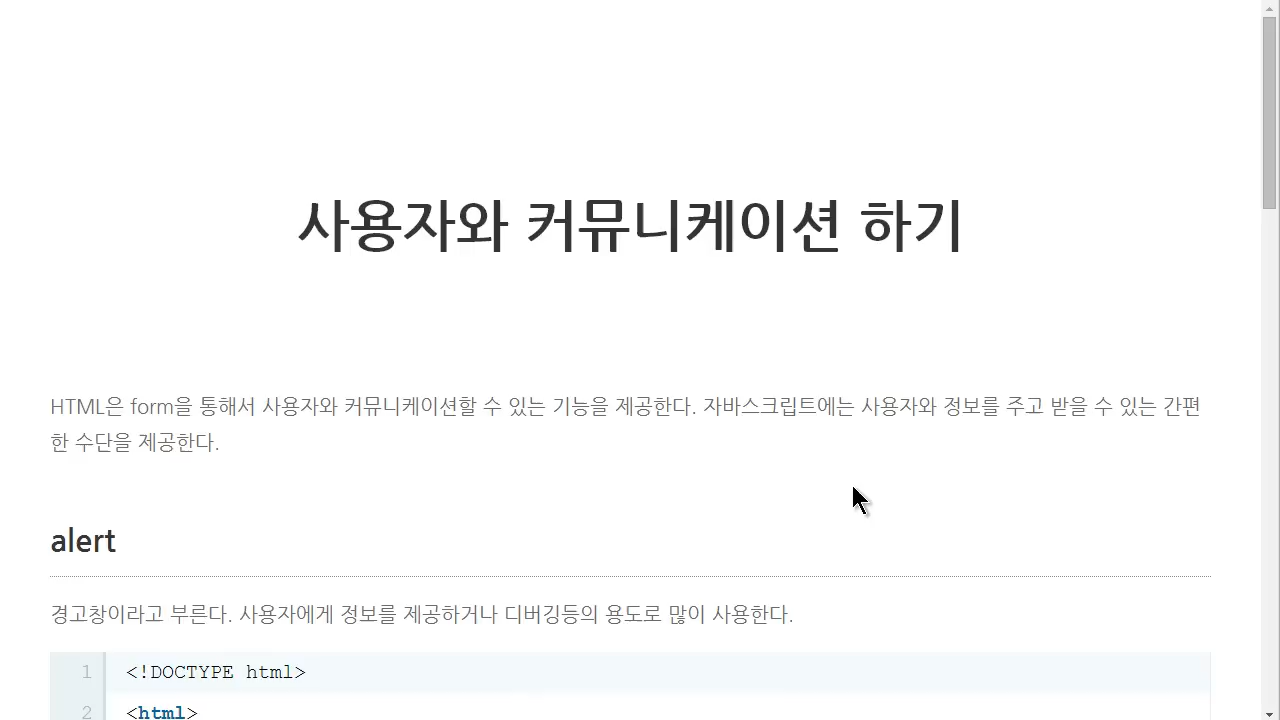 사용자와 커뮤니케이션 하기
HTML은 form을 통해서 사용자와 커뮤니케이션할 수 있는 기능을 제공한다. 자바스크립트에는 사용자와 정보를 주고 받을 수 있는 간편
한 수단을 제공한다.
alert
경고창이라고 부른다. 사용자에게 정보를 제공하거나 디버깅등의 용도로 많이 사용한다.
1 <!DOCTYPE html>
2 <html>